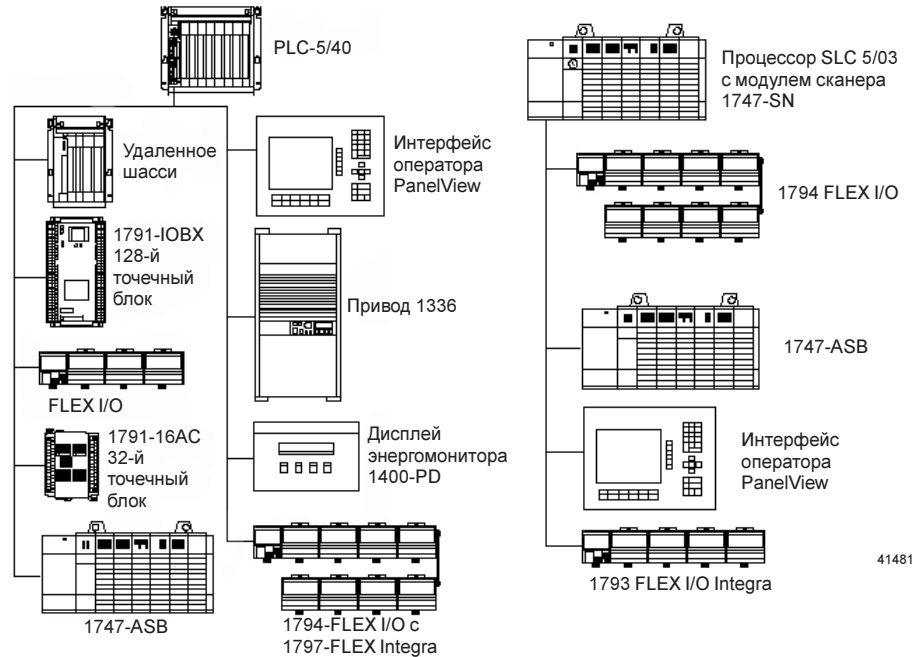 PLC-5/40
Удаленное
шасси
1791-IOBX
128-й
точечный
блок
FLEX I/O
1791-16AC
32-й
точечный
блок
1747-ASB
Интерфейс
оператора
PanelView
Привод 1336
Дисплей
энергомонитора
1400-PD
1794-FLEX I/O с
1797-FLEX Integra
Процессор SLC 5/03
с модулем сканера
1747-SN
1794 FLEX I/O
1747-ASB
Интерфейс
оператора
PanelView
1793 FLEX I/O Integra
41481